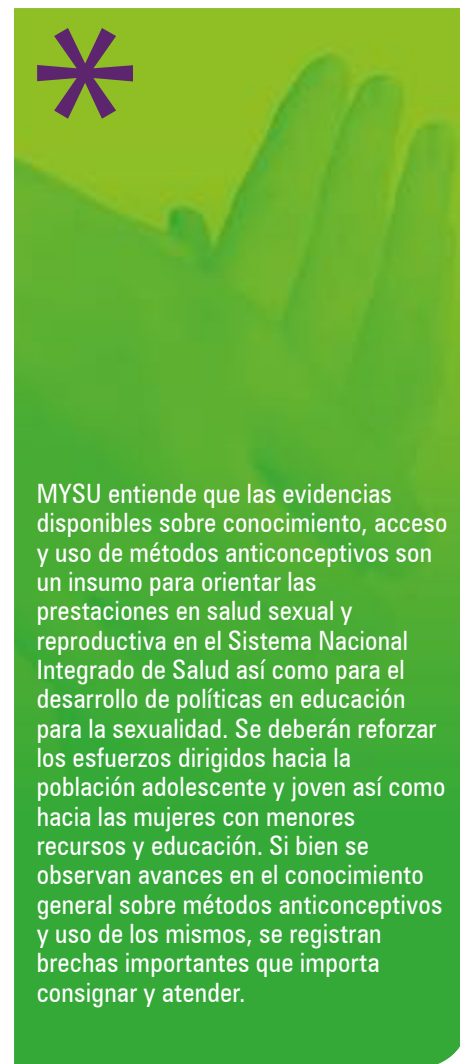 MYSU entiende que las evidencias
disponibles sobre conocimiento, acceso
y uso de métodos anticonceptivos son
un insumo para orientar las
prestaciones en salud sexual y
reproductiva en el Sistema Nacional
Integrado de Salud así como para el
desarrollo de políticas en educación
para la sexualidad. Se deberán reforzar
los esfuerzos dirigidos hacia la
población adolescente y joven así como
hacia las mujeres con menores
recursos y educación. Si bien se
observan avances en el conocimiento
general sobre métodos anticonceptivos
y uso de los mismos, se registran
brechas importantes que importa
consignar y atender.